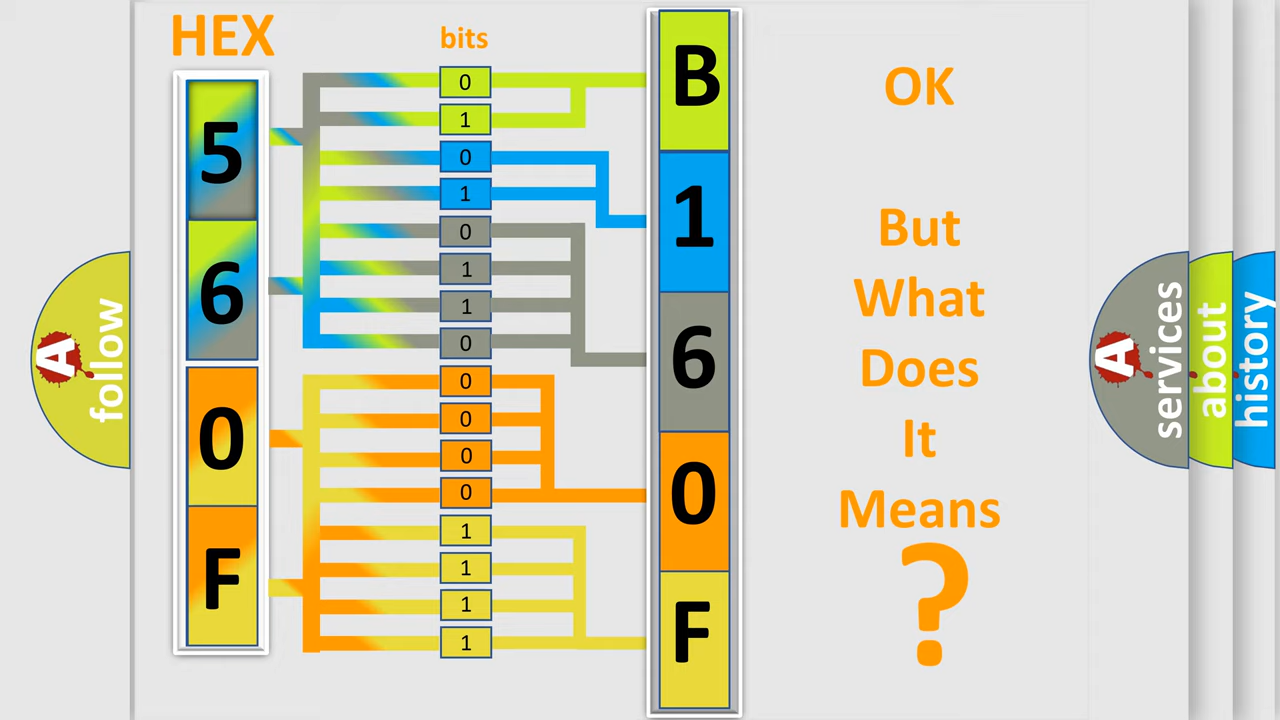 HEX
bits
5
6
0
F
0
1
0
1
0
1
1
0
0
0
0
0
1
1
1
1
B
1
6
0
F
OK
But
What
Does
It
Means
?
A
follow
A
services
about
history